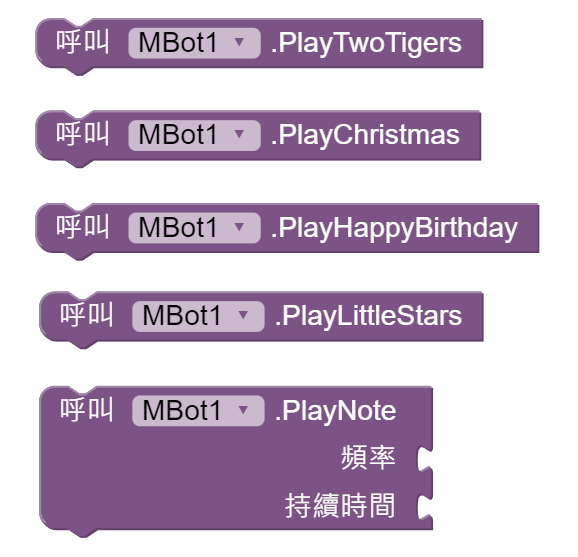 呼叫 MBot1 .PlayTwoTigers
呼叫 MBot1 .PlayChristmas
呼叫 MBot1 .PlayHappyBirthday
呼叫 MBot1 .PlayLittleStars
呼叫 MBot1 .PlayNote
頻率
持續時間